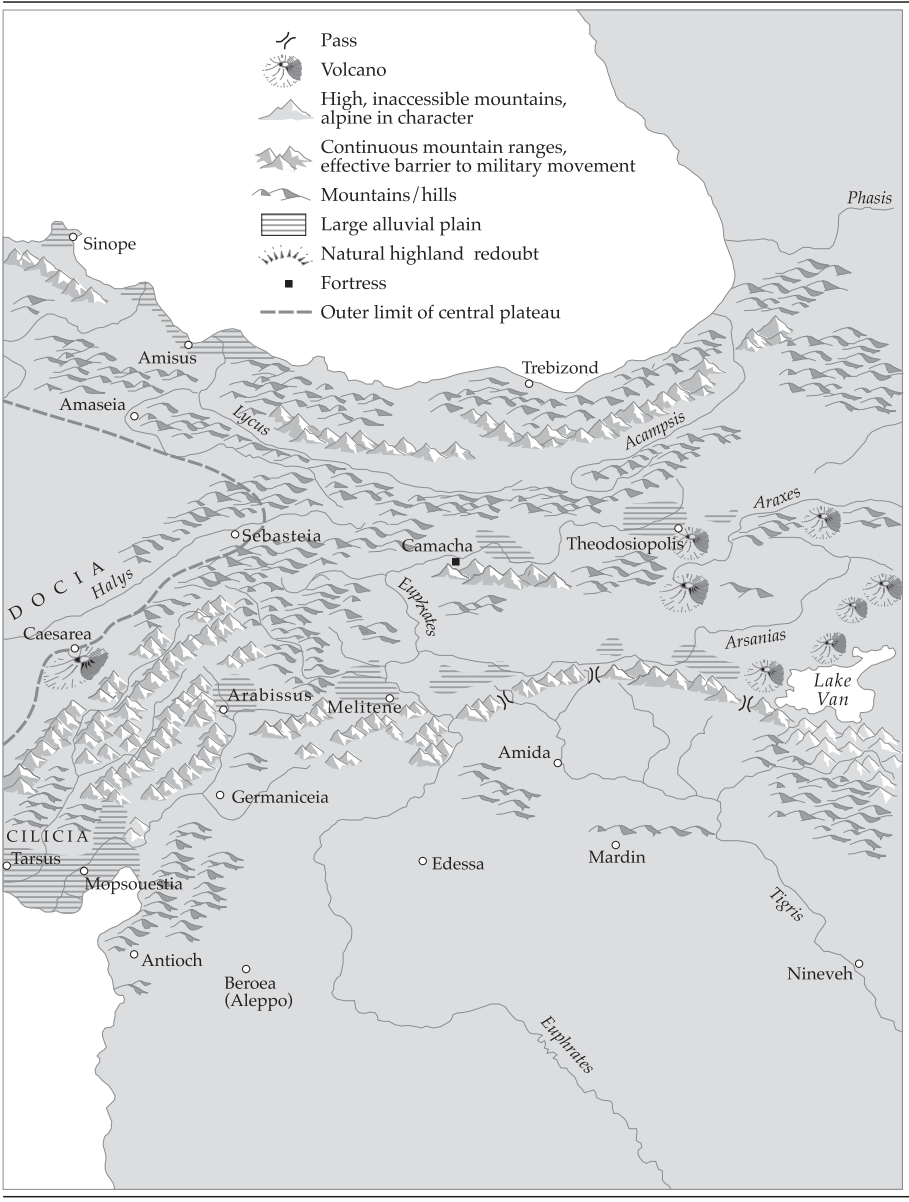 Pass
Volcano
High, inaccessible mountains,
alpine in character
Continuous mountain ranges,
effective barrier to military movement
Mountains/hills
Large alluvial plain
Natural highland redoubt
Fortress
Outer limit of central plateau
Phasis
Sinope
Amisus
Trebizond
Amaseia
Lycus
Acampsis
Araxes
Sebasteia
Camacha
Theodosiopolis
DOCIA
Halys
Euphrates
Caesarea
Arsanias
Lake
Van
Arabissus
Melitene
Amida
Germaniceia
CILICIA
Tarsus
Mopsouestia
Edessa
Mardin
Tigris
Antioch
Beroea
(Aleppo)
Nineveh
Euphrates